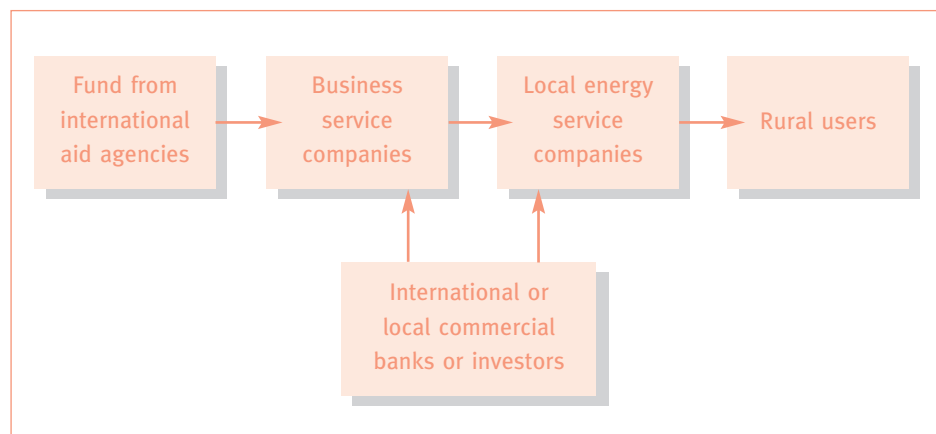 Fund from
international
aid agencies
Business
service
companies
Local energy
service
companies
Rural users
International or
local commercial
banks or investors